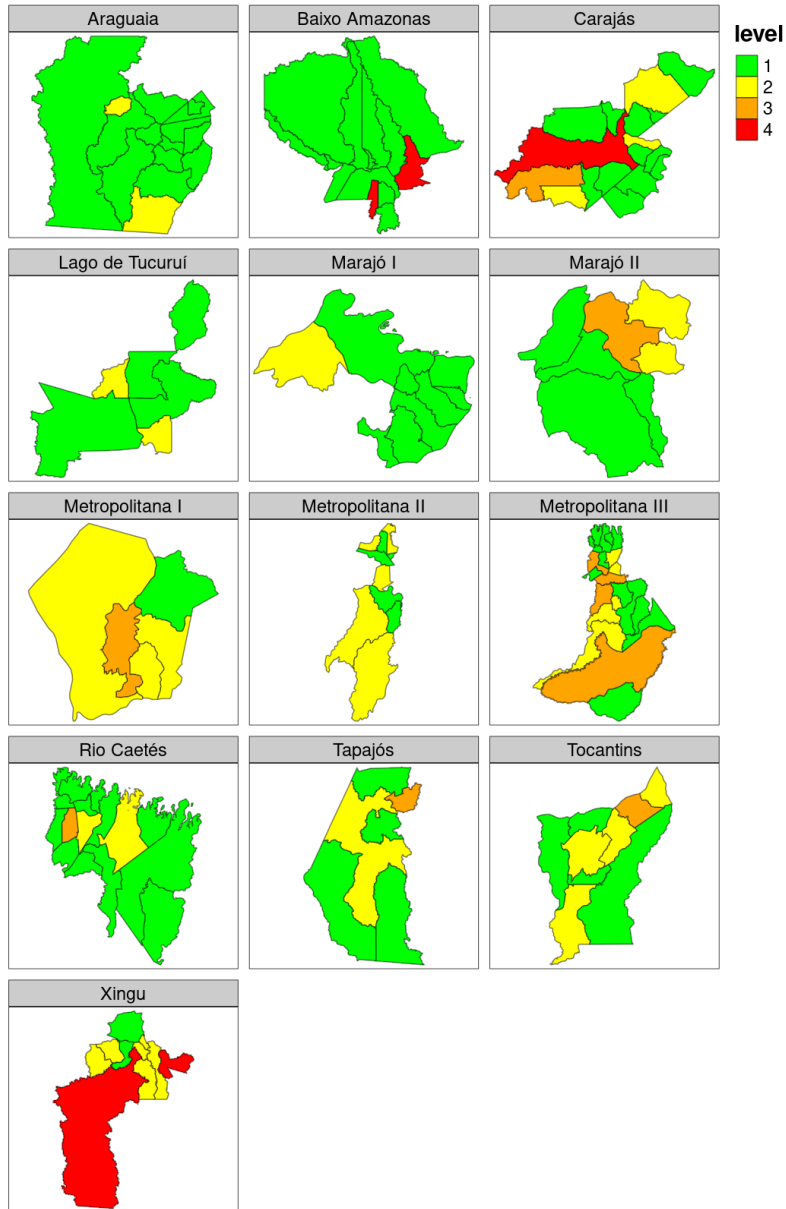 Araguaia
Baixo Amazonas
Carajás
level
1
2
3
4
Lago de Tucuruí
Marajó I
Marajó II
Metropolitana I
Metropolitana II
Metropolitana III
Rio Caetés
Tapajós
Tocantins
Xingu